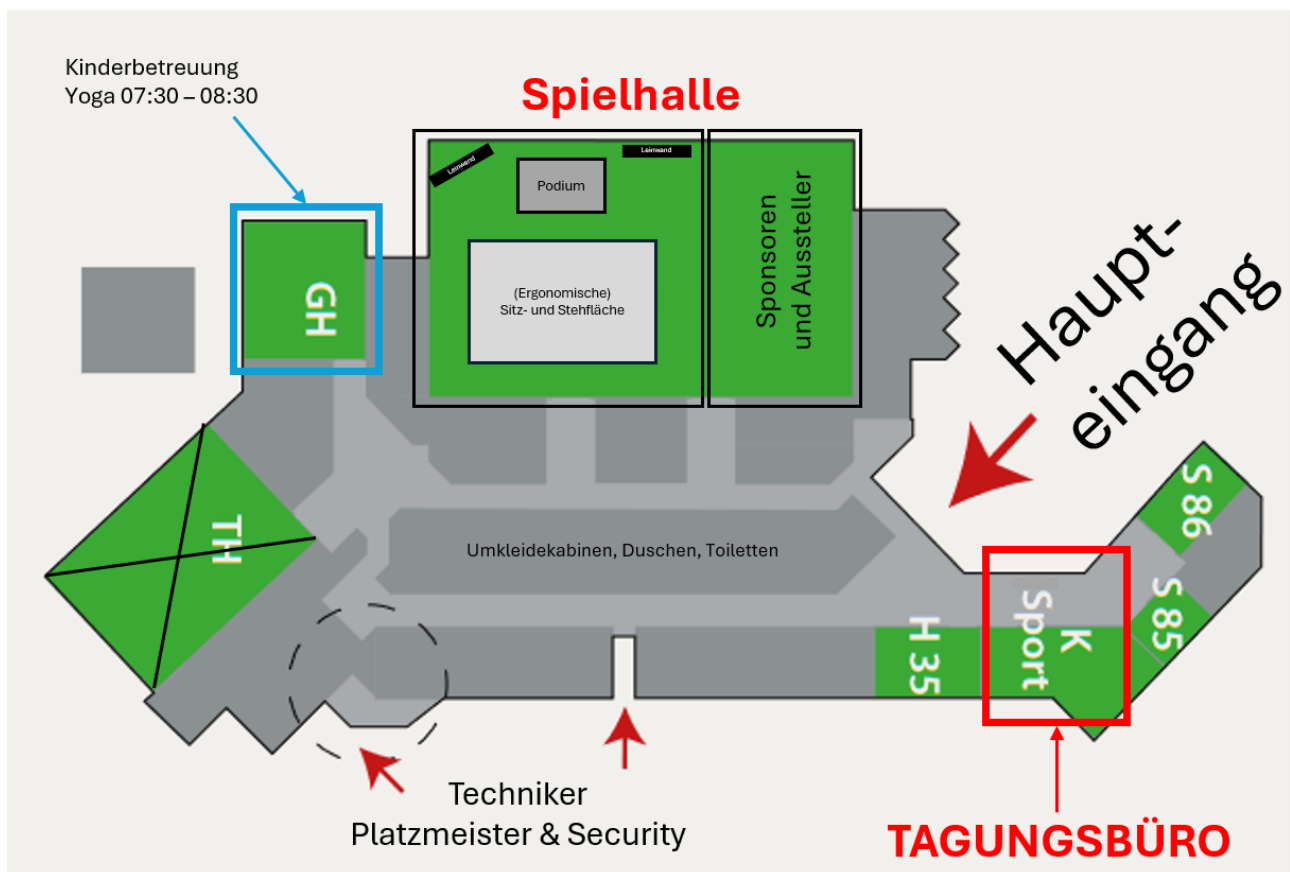 Kinderbetreuung
Yoga 07:30 – 08:30
Spielhalle
Leinwand
Leinwand
Podium
(Ergonomische)
Sitz- und Stehfläche
Sponsoren
und Aussteller
Haupt-
eingang
GH
TH
Umkleidekabinen, Duschen, Toiletten
S 86
S 85
H 35
K
Sport
Techniker
Platzmeister & Security
TAGUNGSBÜRO